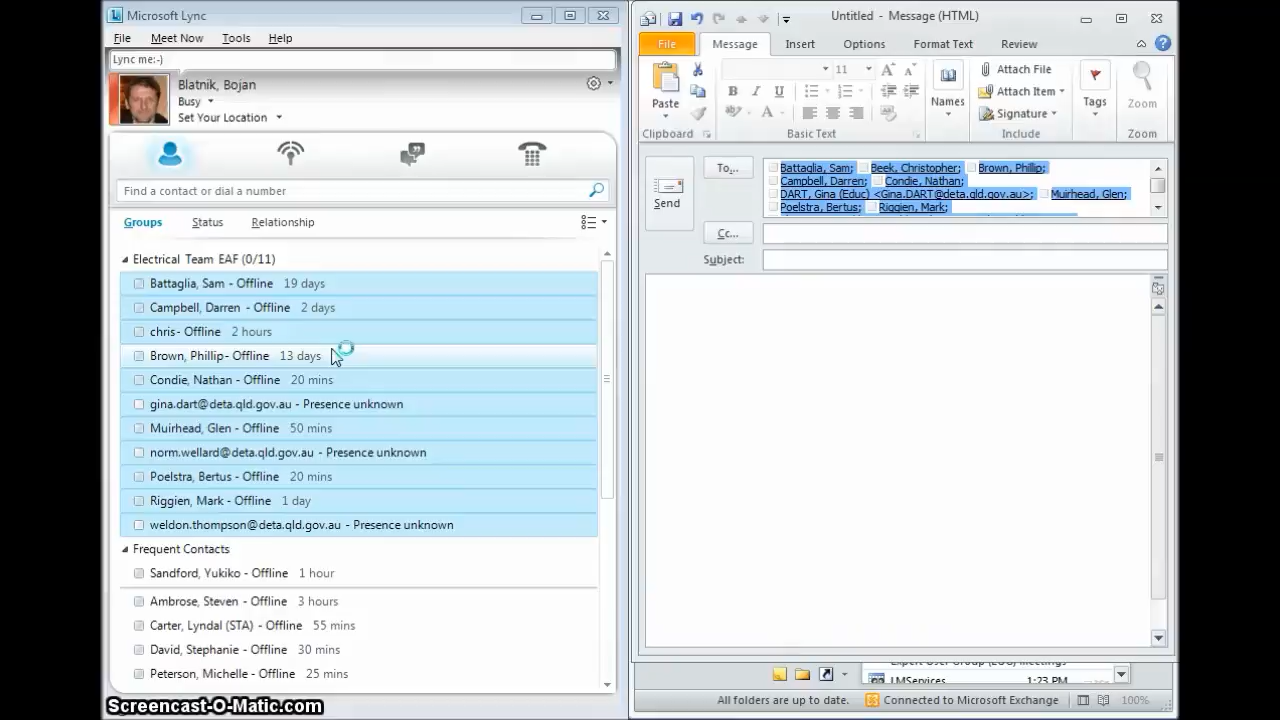 Microsoft Lync
File Meet Now Tools Help
Lync me:-)
Blatnik, Bojan
Busy
Set Your Location
Find a contact or dial a number
Groups Status Relationship
Electrical Team EAF (0/11)
Battaglia, Sam - Offline 19 days
Campbell, Darren - Offline 2 days
chris- Offline 2 hours
Brown, Phillip- Offline 13 days
Condie, Nathan - Offline 20 mins
gina.dart@deta.qld.gov.au - Presence unknown
Muirhead, Glen - Offline 50 mins
norm.wellard@deta.qld.gov.au - Presence unknown
Poelstra, Bertus - Offline 20 mins
Riggien, Mark - Offline 1 day
weldon.thompson@deta.qld.gov.au - Presence unknown
Frequent Contacts
Sandford, Yukiko - Offline 1 hour
Ambrose, Steven - Offline 3 hours
Carter, Lyndal (STA) - Offline 55 mins
David, Stephanie - Offline 30 mins
Peterson, Michelle - Offline 25 mins
Screencast-O-Matic.com
Untitled - Message (HTML)
File Message Insert Options Format Text Review
Paste
Clipboard
11
B I U
Basic Text
Names
Attach File
Attach Item
Signature
Include
Tags
Zoom
Zoom
Send
To...
Battaglia, Sam; Beek, Christopher; Brown, Phillip;
Campbell, Darren; Condie, Nathan;
DART, Gina (Educ) <Gina.DART@deta.qld.gov.au>; Muirhead, Glen;
Poelstra, Bertus; Riggien, Mark;
Cc...
Subject:
Expert User Group (EUG) Meetings
LMServices 1:23 PM
All folders are up to date. Connected to Microsoft Exchange 100%